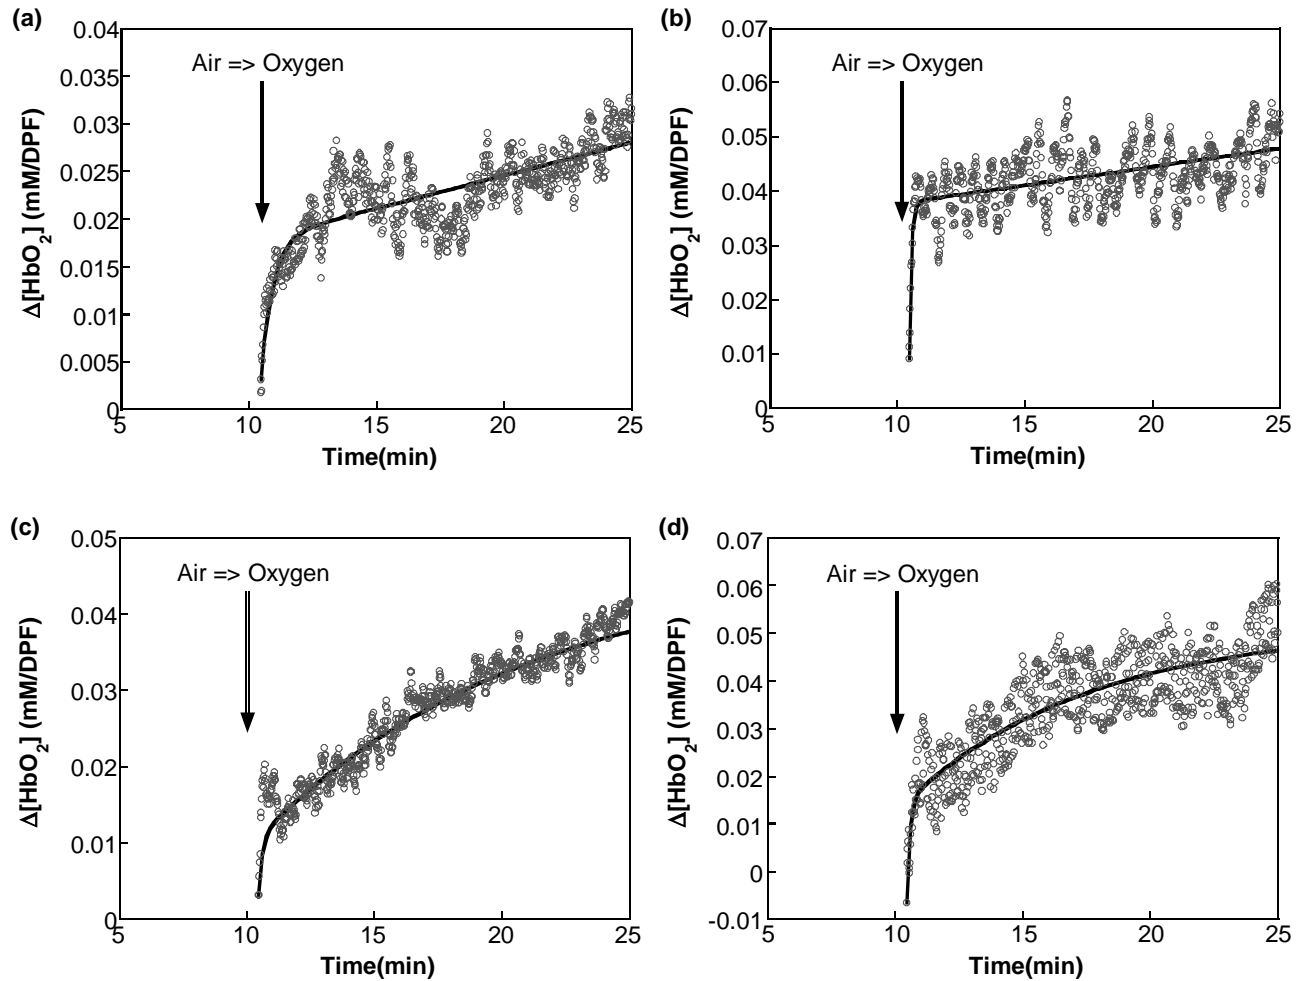 (a)
0.04
0.035
0.03
0.025
0.02
0.015
0.01
0.005
0
Δ[HbO2] (mM/DPF)
Air => Oxygen
5 10 15 20 25
Time(min)
(b)
0.07
0.06
0.05
0.04
0.03
0.02
0.01
0
Δ[HbO2] (mM/DPF)
Air => Oxygen
5 10 15 20 25
Time(min)
(c)
0.05
0.04
0.03
0.02
0.01
0
Δ[HbO2] (mM/DPF)
Air => Oxygen
5 10 15 20 25
Time(min)
(d)
0.07
0.06
0.05
0.04
0.03
0.02
0.01
0
-0.01
Δ[HbO2] (mM/DPF)
Air => Oxygen
5 10 15 20 25
Time(min)